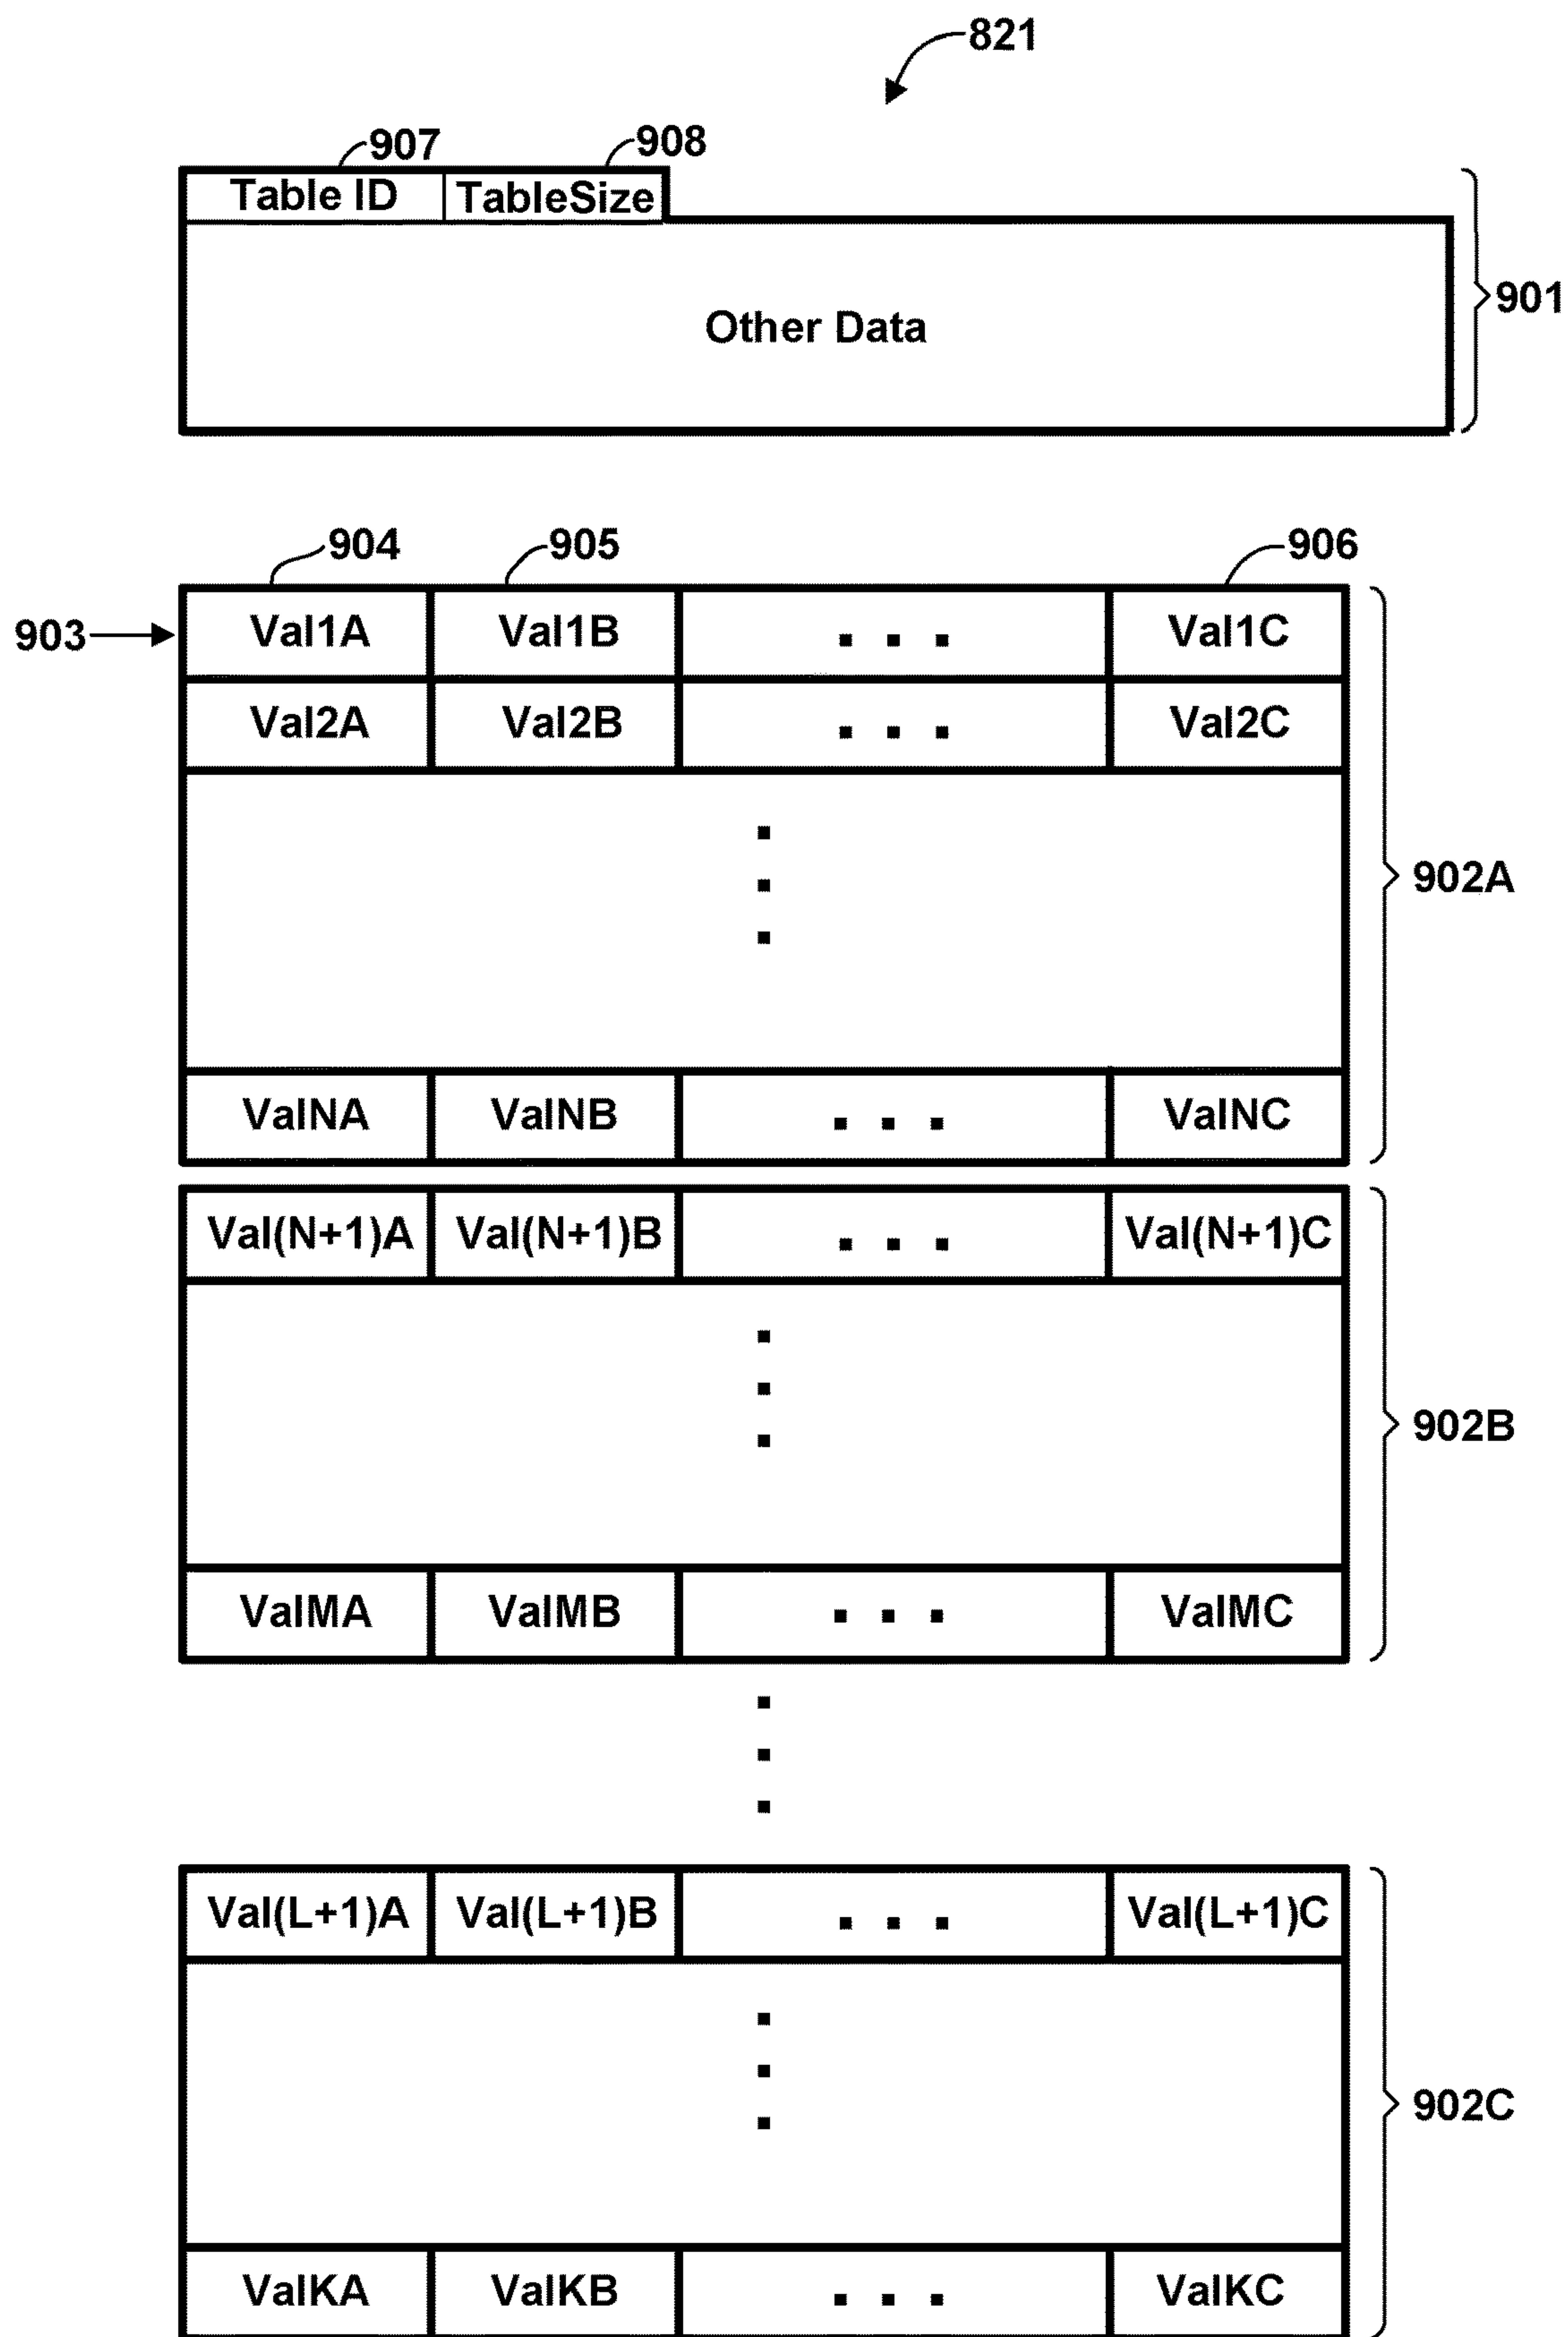 821
907 908
Table ID TableSize
Other Data
901
904 905 906
903 Val1A Val1B . . . Val1C
Val2A Val2B . . . Val2C
902A
ValNA ValNB . . . ValNC
Val(N+1)A Val(N+1)B . . . Val(N+1)C
902B
ValMA ValMB . . . ValMC
Val(L+1)A Val(L+1)B . . . Val(L+1)C
902C
ValKA ValKB . . . ValKC